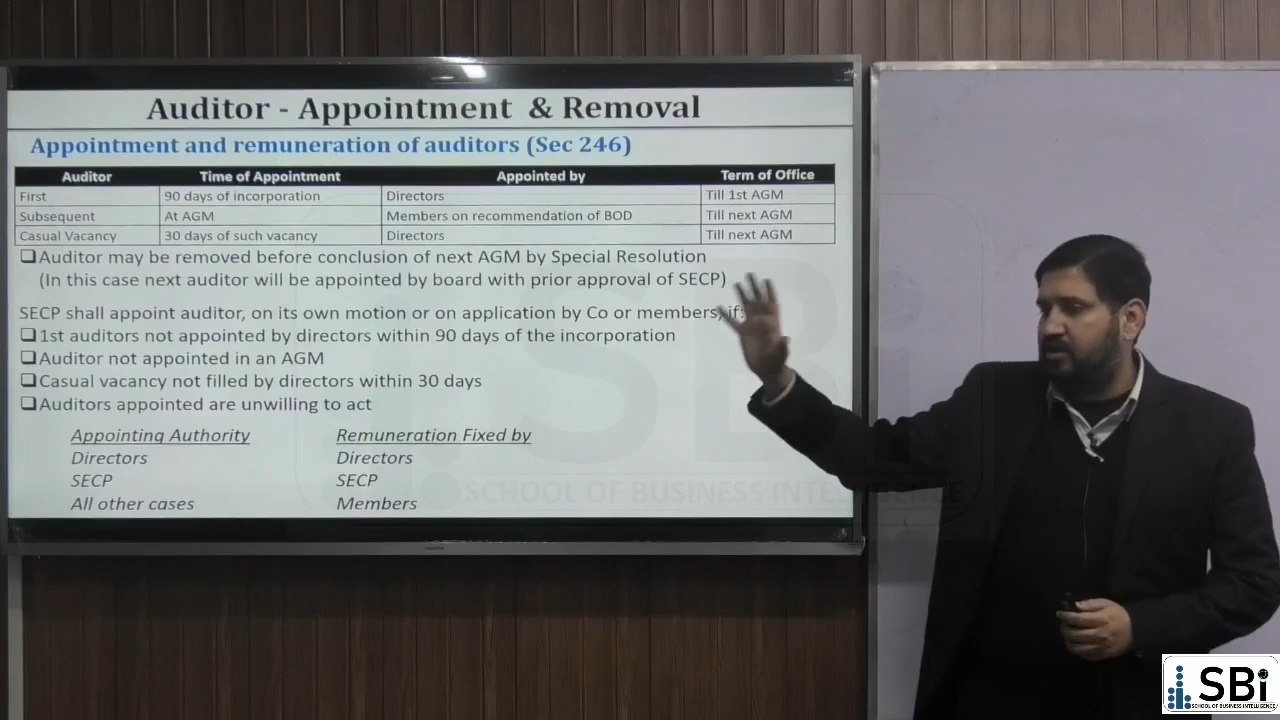 Auditor - Appointment & Removal
Appointment and remuneration of auditors (Sec 246)
Auditor Time of Appointment Appointed by Term of Office
First 90 days of incorporation Directors Till 1st AGM
Subsequent At AGM Members on recommendation of BOD Till next AGM
Casual Vacancy 30 days of such vacancy Directors Till next AGM
❑Auditor may be removed before conclusion of next AGM by Special Resolution
(In this case next auditor will be appointed by board with prior approval of SECP)
SECP shall appoint auditor, on its own motion or on application by Co or members, if:
❑1st auditors not appointed by directors within 90 days of the incorporation
❑Auditor not appointed in an AGM
❑Casual vacancy not filled by directors within 30 days
❑Auditors appointed are unwilling to act
Appointing Authority Remuneration Fixed by
Directors Directors
SECP SECP
All other cases Members
SBi
SCHOOL OF BUSINESS INTELLIGENCE
SBi
SCHOOL OF BUSINESS INTELLIGENCE